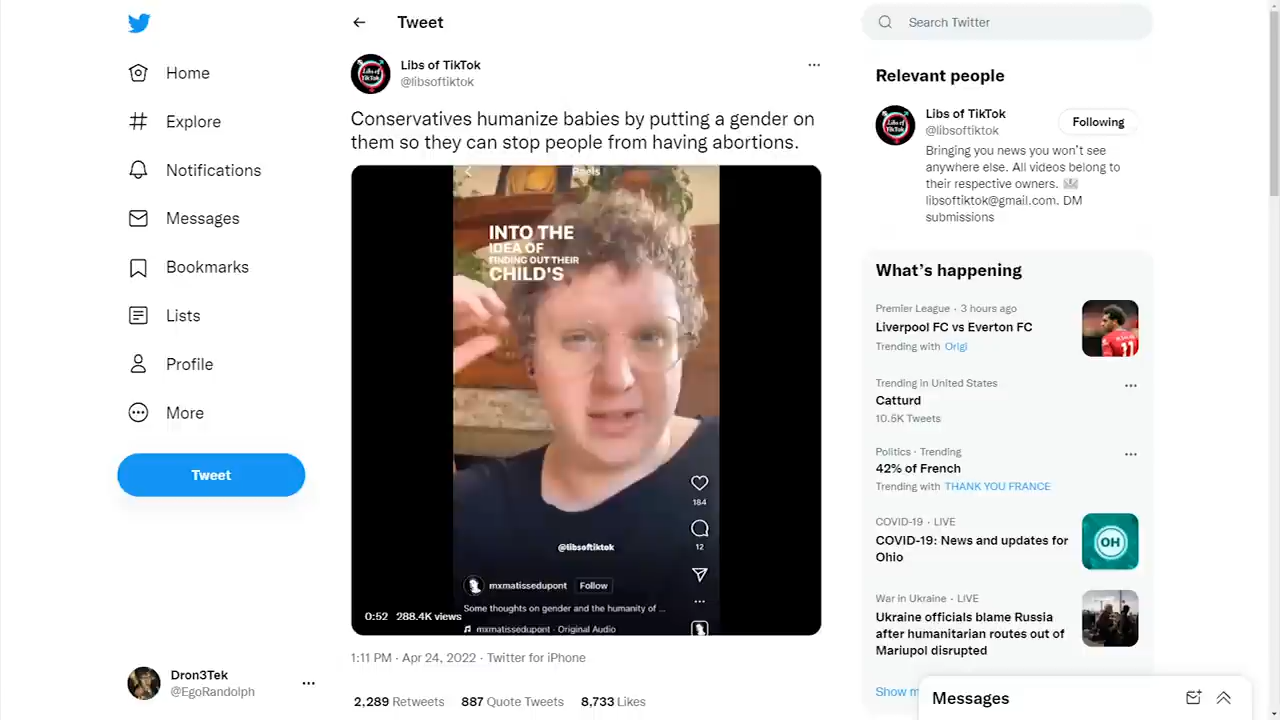 Tweet
Search Twitter
Home
Explore
Notifications
Messages
Bookmarks
Lists
Profile
More
Tweet
Dron3Tek
@EgoRandolph
Libs of TikTok
@libsoftiktok
Conservatives humanize babies by putting a gender on
them so they can stop people from having abortions.
Reels
INTO THE
IDEA OF
FINDING OUT THEIR
CHILD'S
184
12
@libsoftiktok
mxmatissedupont Follow
Some thoughts on gender and the humanity of ...
mxmatissedupont · Original Audio
0:52 288.4K views
1:11 PM · Apr 24, 2022 · Twitter for iPhone
2,289 Retweets 887 Quote Tweets 8,733 Likes
Relevant people
Libs of TikTok
@libsoftiktok
Following
Bringing you news you won't see
anywhere else. All videos belong to
their respective owners.
libsoftiktok@gmail.com. DM
submissions
What's happening
Premier League · 3 hours ago
Liverpool FC vs Everton FC
Trending with Origi
11
Trending in United States
Catturd
10.5K Tweets
Politics · Trending
42% of French
Trending with THANK YOU FRANCE
COVID-19 · LIVE
COVID-19: News and updates for
Ohio
OH
War in Ukraine · LIVE
Ukraine officials blame Russia
after humanitarian routes out of
Mariupol disrupted
Show m
Messages